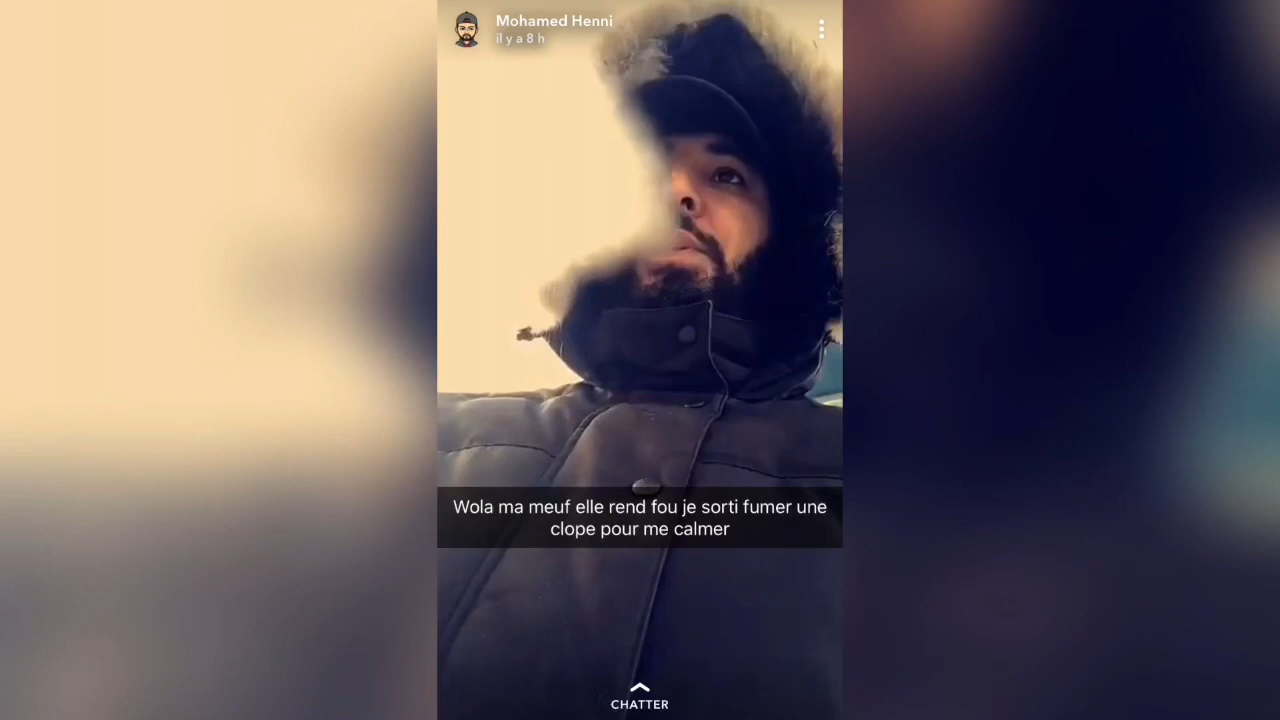 Mohamed Henni
il y a 8 h
Wola ma meuf elle rend fou je sorti fumer une
clope pour me calmer
CHATTER